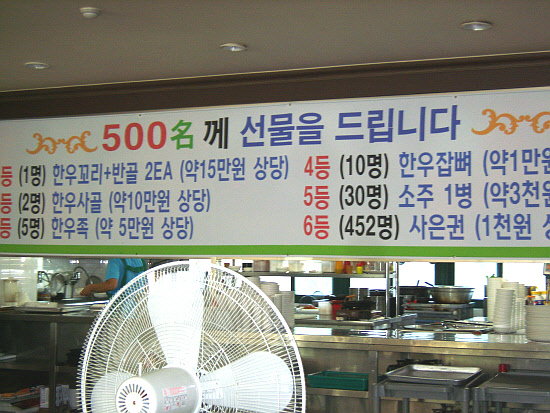 500名 께 선물을 드립니다
등 (1명) 한우꼬리+반골 2EA (약15만원 상당)
등 (2명) 한우사골 (약10만원 상당)
등 (5명) 한우족 (약 5만원 상당)
4등 (10명) 한우잡뼈 (약1만원
5등 (30명) 소주 1병 (약3천원
6등 (452명) 사은권 (1천원 상